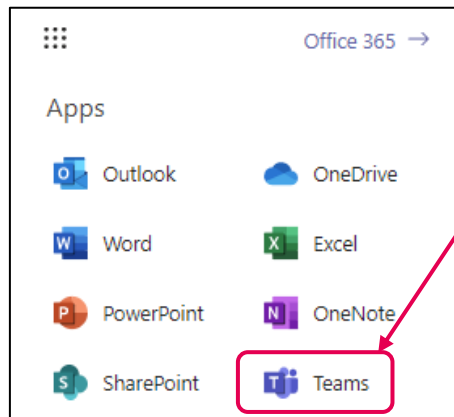 Office 365 →
Apps
Outlook OneDrive
Word Excel
PowerPoint OneNote
SharePoint Teams